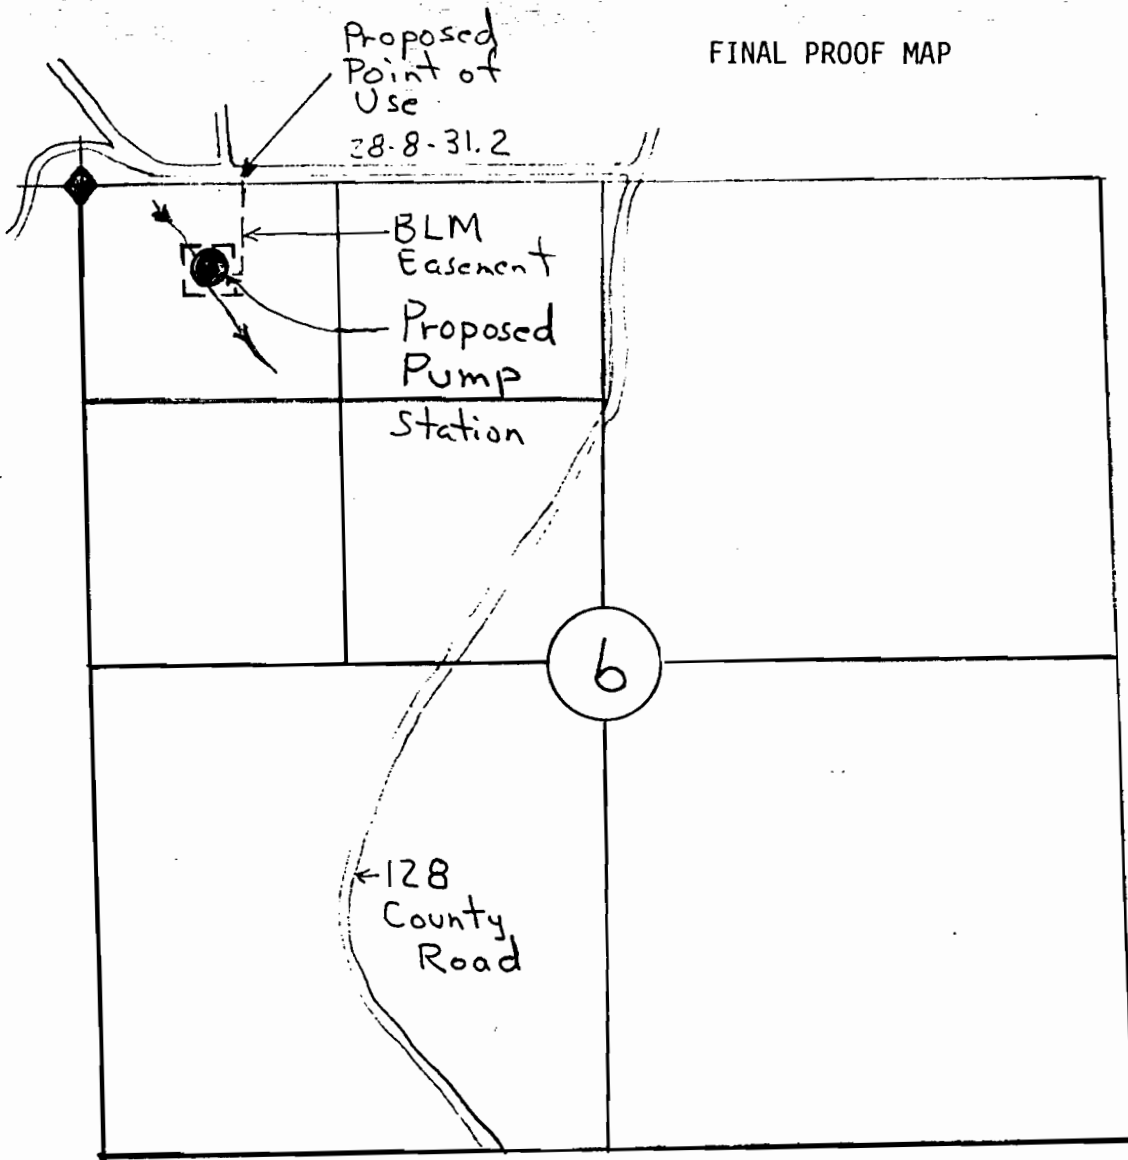 FINAL PROOF MAP
Proposed
Point of
Use
28-8-31.2
BLM
Easement
Proposed
Pump
Station
6
128
County
Road